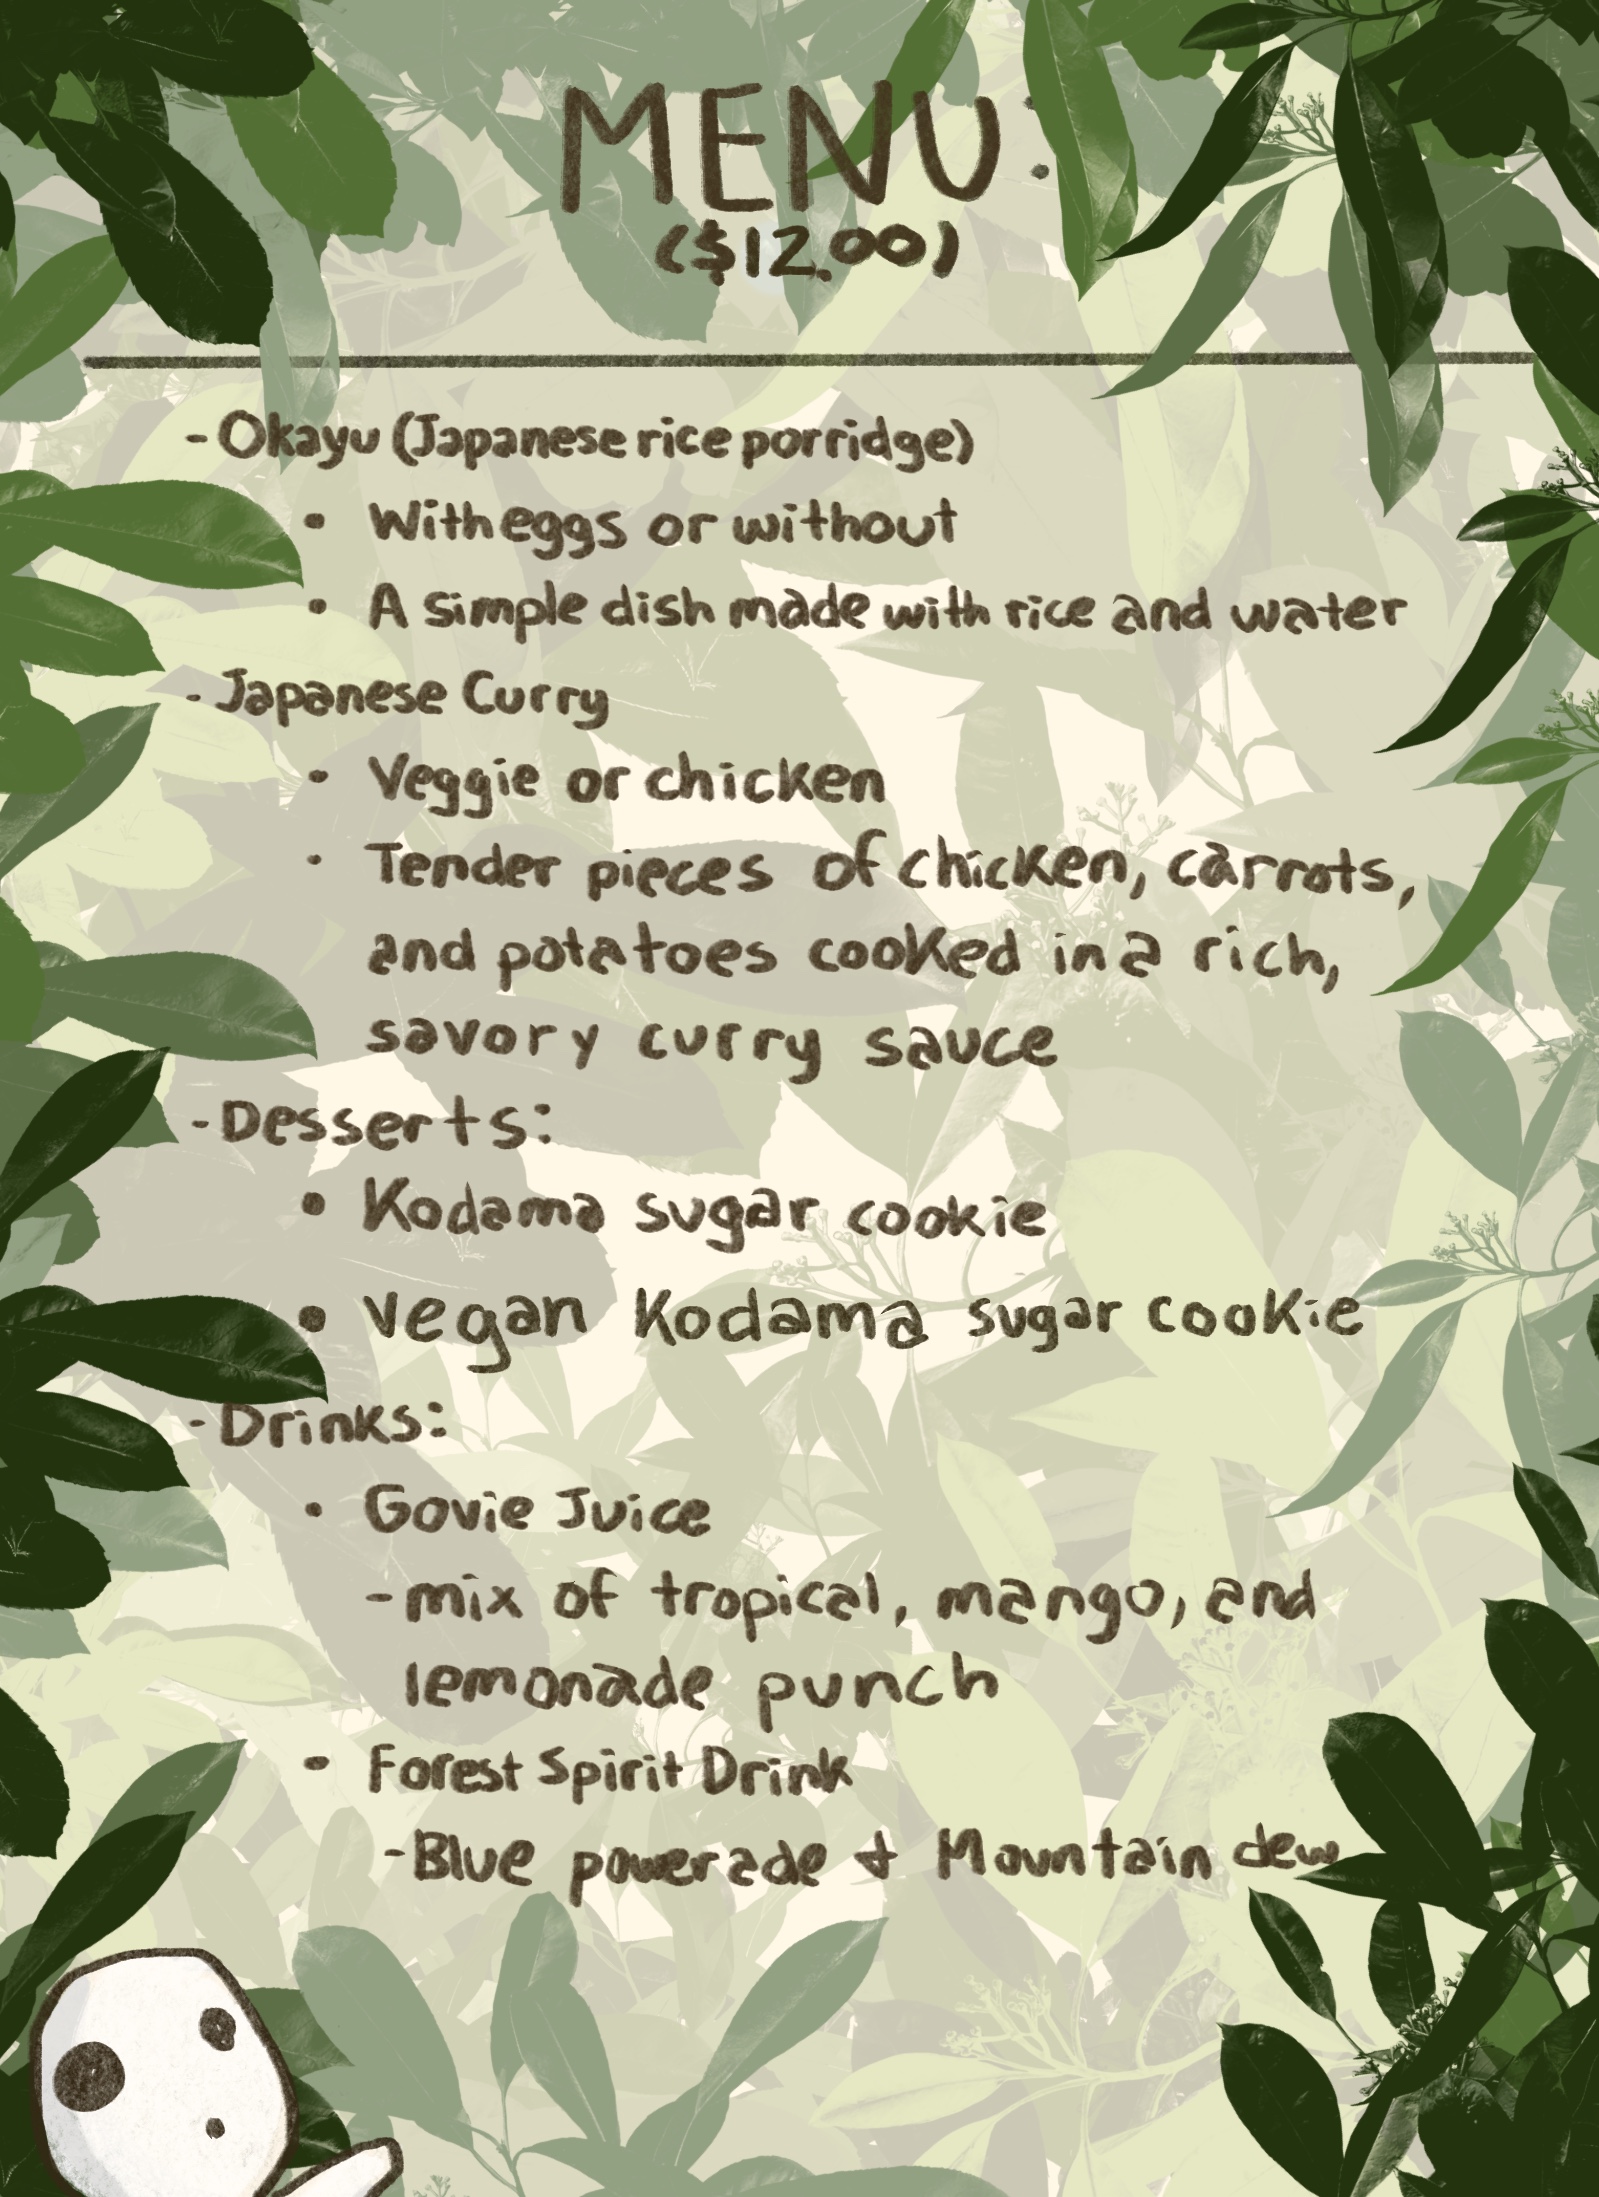 MENU:
($12.00)
- Okayu (Japanese rice porridge)
• With eggs or without
• A simple dish made with rice and water
- Japanese Curry
• Veggie or chicken
• Tender pieces of chicken, carrots,
and potatoes cooked in a rich,
savory curry sauce
- Desserts:
• Kodama sugar cookie
• Vegan Kodama sugar cookie
- Drinks:
• Govie Juice
- mix of tropical, mango, and
lemonade punch
• Forest Spirit Drink
- Blue powerade & Mountain dew